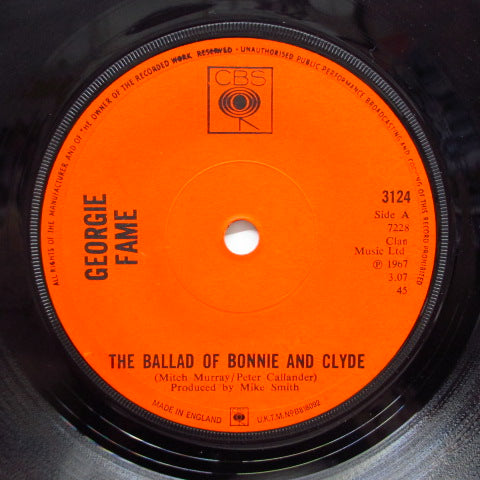 ALL RIGHTS OF THE MANUFACTURER AND OF THE OWNER OF THE RECORDED WORK RESERVED - UNAUTHORISED PUBLIC PERFORMANCE BROADCASTING AND COPYING OF THIS RECORD PROHIBITED
CBS
GEORGIE
FAME
3124
Side A
7228
Clan
Music Ltd
℗ 1967
3.07
45
THE BALLAD OF BONNIE AND CLYDE
(Mitch Murray/Peter Callander)
Produced by Mike Smith
MADE IN ENGLAND
U.K.T.M.NºB818092